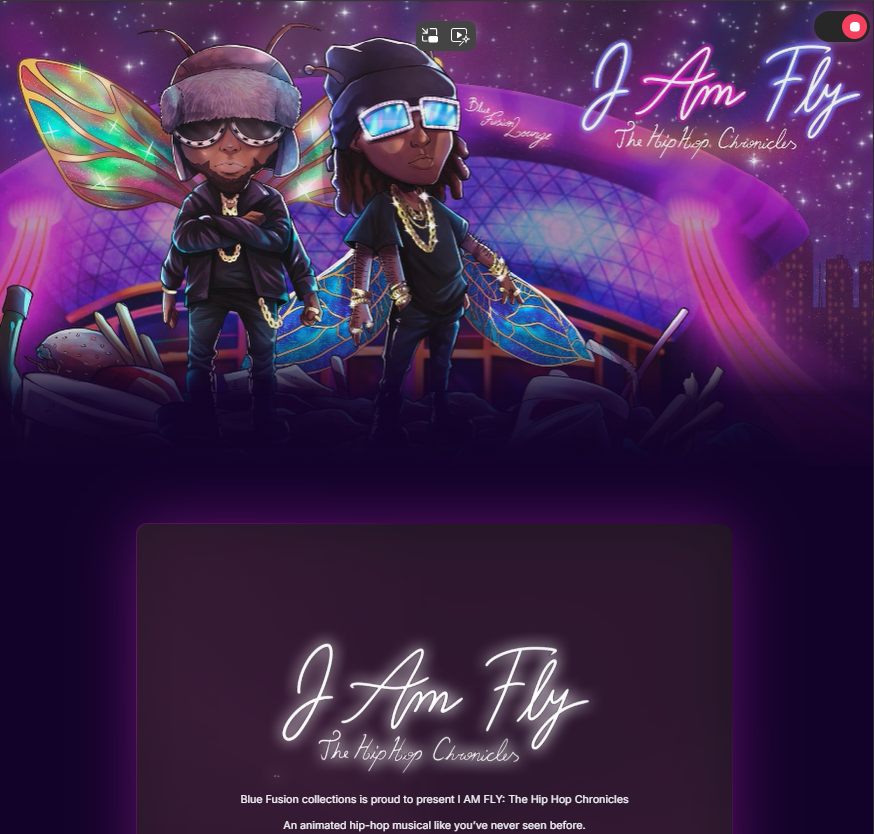 I Am Fly
The Hip Hop Chronicles
Blue
Fusion
Lounge
I Am Fly
The Hip Hop Chronicles
Blue Fusion collections is proud to present I AM FLY: The Hip Hop Chronicles
An animated hip-hop musical like you've never seen before.